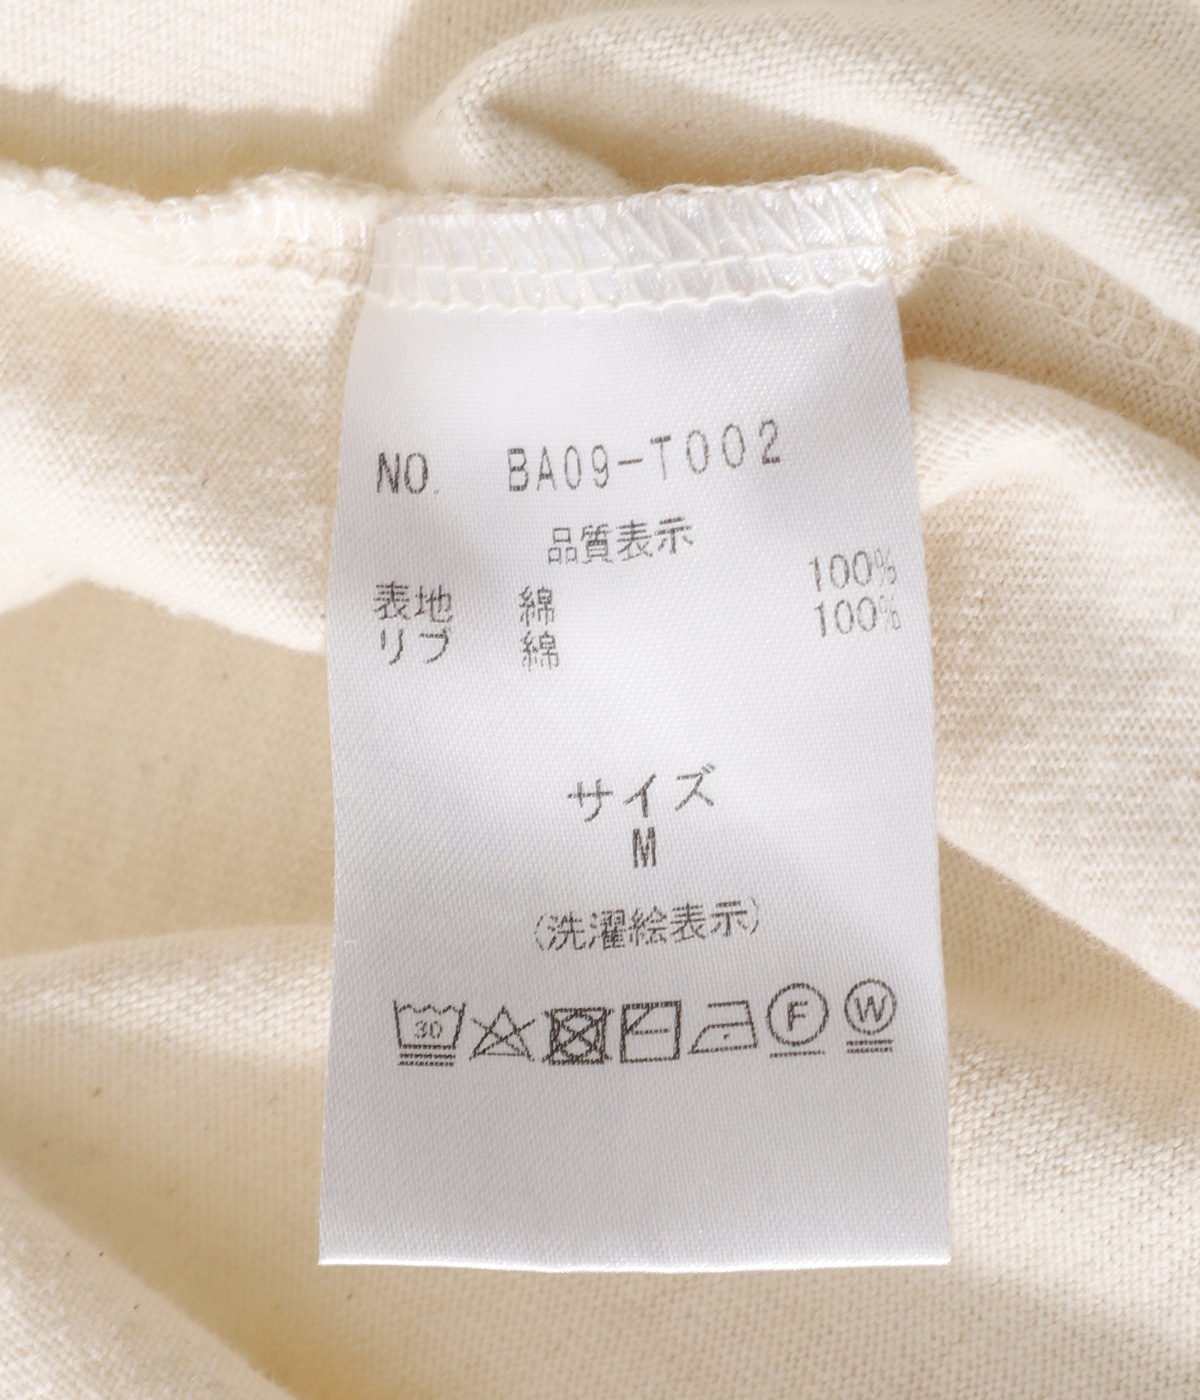 NO. BA09-T002
品質表示
表地 綿 100%
リブ 綿 100%
サイズ
M
(洗濯絵表示)
30 F W